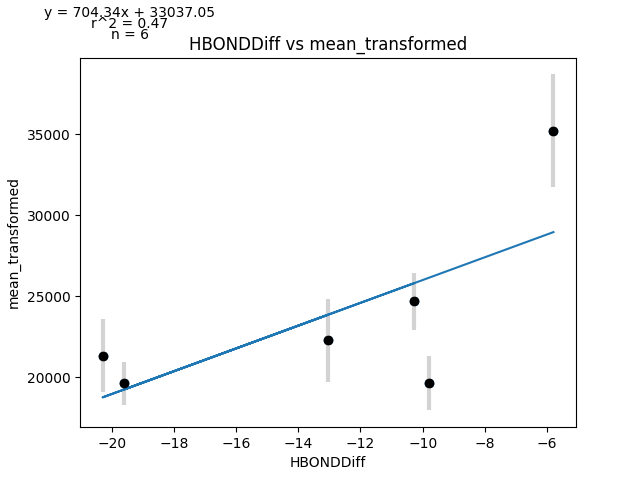 y = 704.34x + 33037.05
r^2 = 0.47
n = 6
HBONDDiff vs mean_transformed
35000
30000
25000
20000
mean_transformed
−20
−18
−16
−14
−12
−10
−8
−6
HBONDDiff